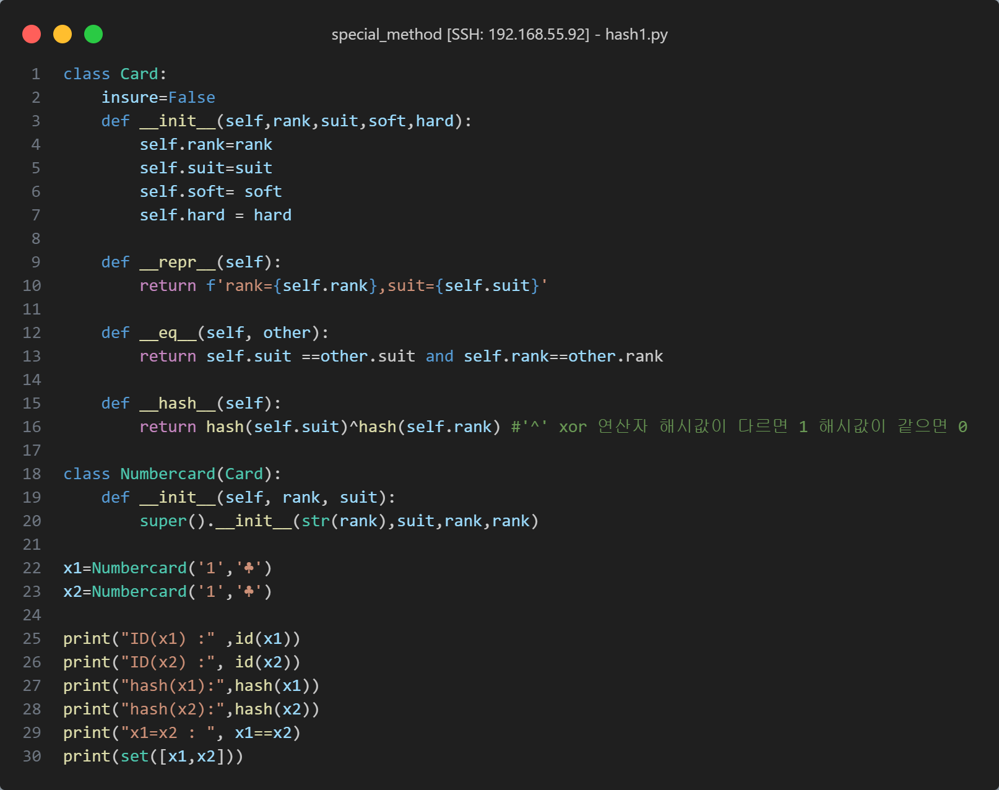 special_method [SSH: 192.168.55.92] - hash1.py
1 class Card:
2     insure=False
3     def __init__(self,rank,suit,soft,hard):
4         self.rank=rank
5         self.suit=suit
6         self.soft= soft
7         self.hard = hard
8
9     def __repr__(self):
10         return f'rank={self.rank},suit={self.suit}'
11
12     def __eq__(self, other):
13         return self.suit ==other.suit and self.rank==other.rank
14
15     def __hash__(self):
16         return hash(self.suit)^hash(self.rank) #'^' xor 연산자 해시값이 다르면 1 해시값이 같으면 0
17
18 class Numbercard(Card):
19     def __init__(self, rank, suit):
20         super().__init__(str(rank),suit,rank,rank)
21
22 x1=Numbercard('1','♣')
23 x2=Numbercard('1','♣')
24
25 print("ID(x1) :" ,id(x1))
26 print("ID(x2) :", id(x2))
27 print("hash(x1):",hash(x1))
28 print("hash(x2):",hash(x2))
29 print("x1=x2 : ", x1==x2)
30 print(set([x1,x2]))